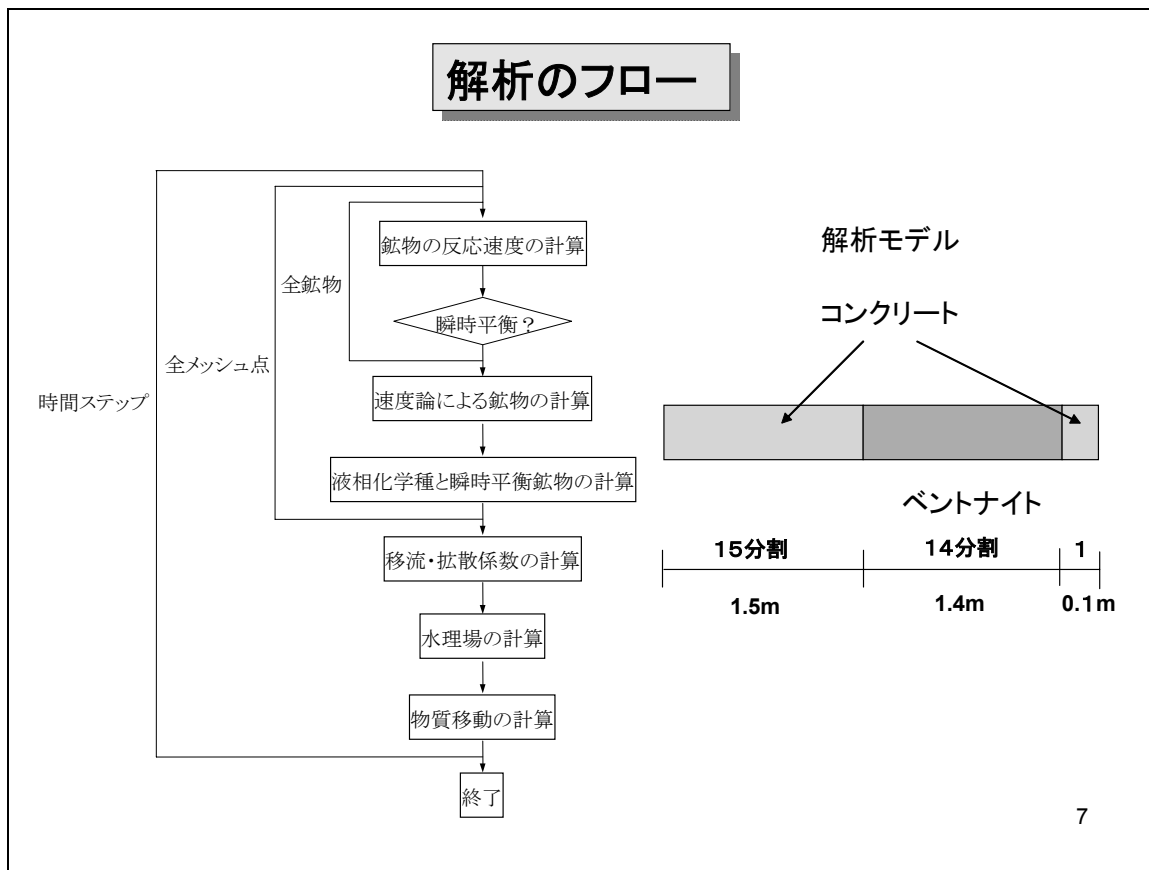 解析のフロー
鉱物の反応速度の計算
全鉱物
瞬時平衡？
全メッシュ点
時間ステップ
速度論による鉱物の計算
液相化学種と瞬時平衡鉱物の計算
移流・拡散係数の計算
水理場の計算
物質移動の計算
終了
解析モデル
コンクリート
ベントナイト
15分割 14分割 1
1.5m 1.4m 0.1m
7